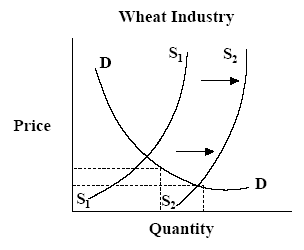 Wheat Industry
D
S1
S2
Price
D
S1
S2
Quantity